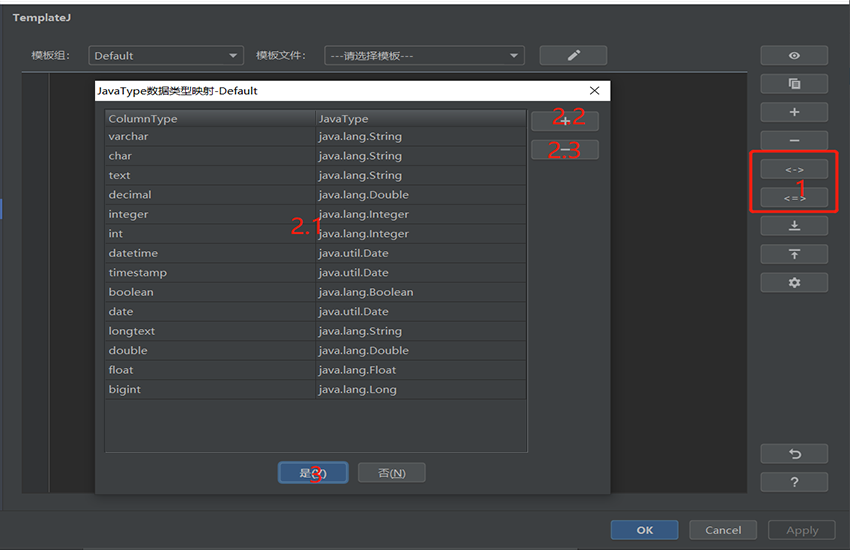 TemplateJ
模板组: Default 模板文件: ---请选择模板---
JavaType数据类型映射-Default
ColumnType JavaType
varchar java.lang.String
char java.lang.String
text java.lang.String
decimal java.lang.Double
integer java.lang.Integer
int java.lang.Integer
datetime java.util.Date
timestamp java.util.Date
boolean java.lang.Boolean
date java.util.Date
longtext java.lang.String
double java.lang.Double
float java.lang.Float
bigint java.lang.Long
2.1
2.2
2.3
<->
1
<=>
是(Y) 否(N)
3
?
OK Cancel Apply